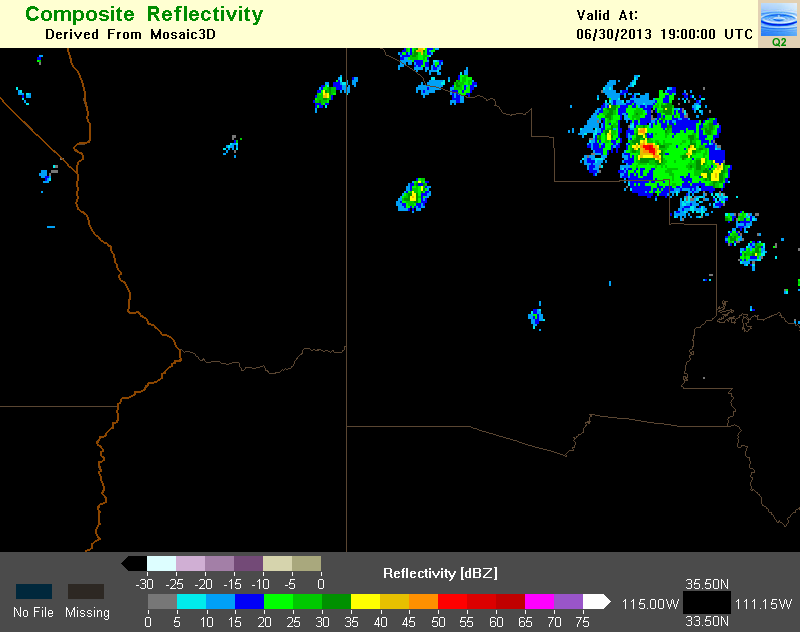 Composite Reflectivity
Derived From Mosaic3D
Valid At:
06/30/2013 19:00:00 UTC
Q2
-30 -25 -20 -15 -10 -5 0
Reflectivity [dBZ]
No File
Missing
0 5 10 15 20 25 30 35 40 45 50 55 60 65 70 75
35.50N
115.00W
111.15W
33.50N